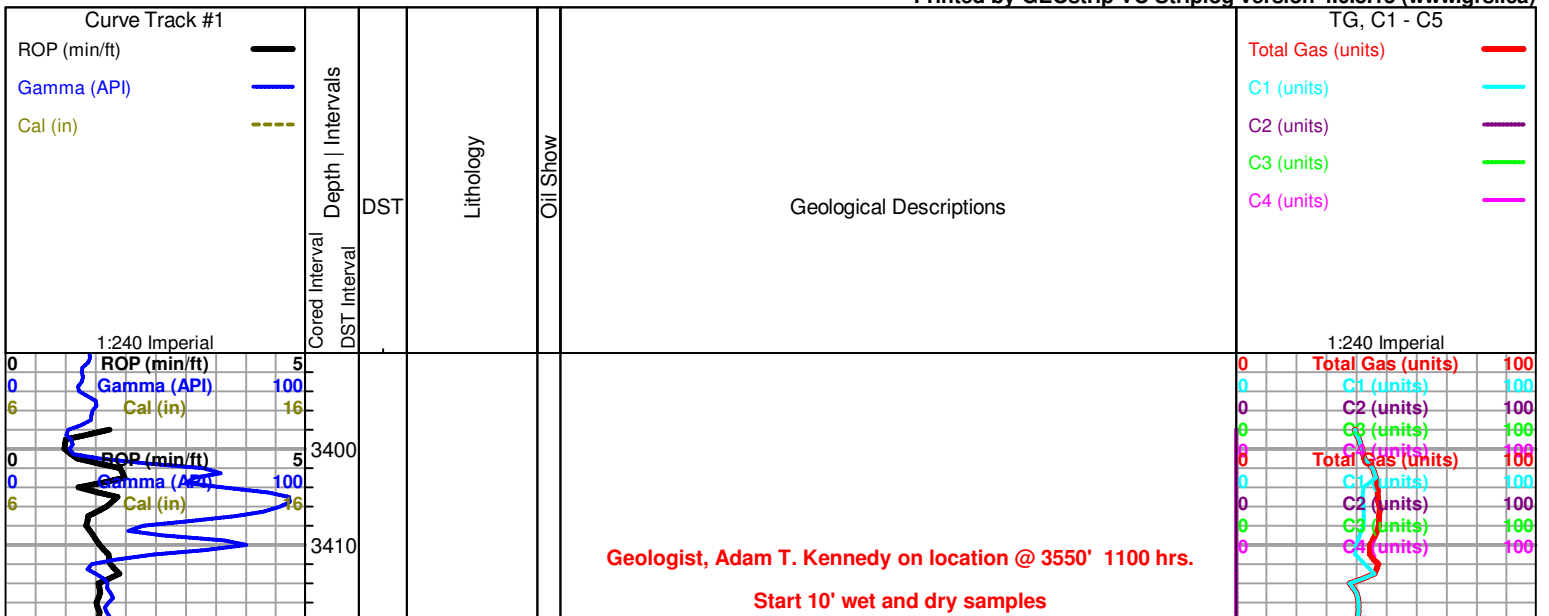 Curve Track #1
ROP (min/ft)
Gamma (API)
Cal (in)
1:240 Imperial
Depth | Intervals
Cored Interval
DST Interval
DST
Lithology
Oil Show
Geological Descriptions
TG, C1 - C5
Total Gas (units)
C1 (units)
C2 (units)
C3 (units)
C4 (units)
1:240 Imperial
0 ROP (min/ft) 5
0 Gamma (API) 100
6 Cal (in) 16
0 Total Gas (units) 100
0 C1 (units) 100
0 C2 (units) 100
0 C3 (units) 100
0 C4 (units) 100
3400
0 ROP (min/ft) 5
0 Gamma (API) 100
6 Cal (in) 16
0 Total Gas (units) 100
0 C1 (units) 100
0 C2 (units) 100
0 C3 (units) 100
0 C4 (units) 100
3410
Geologist, Adam T. Kennedy on location @ 3550' 1100 hrs.
Start 10' wet and dry samples